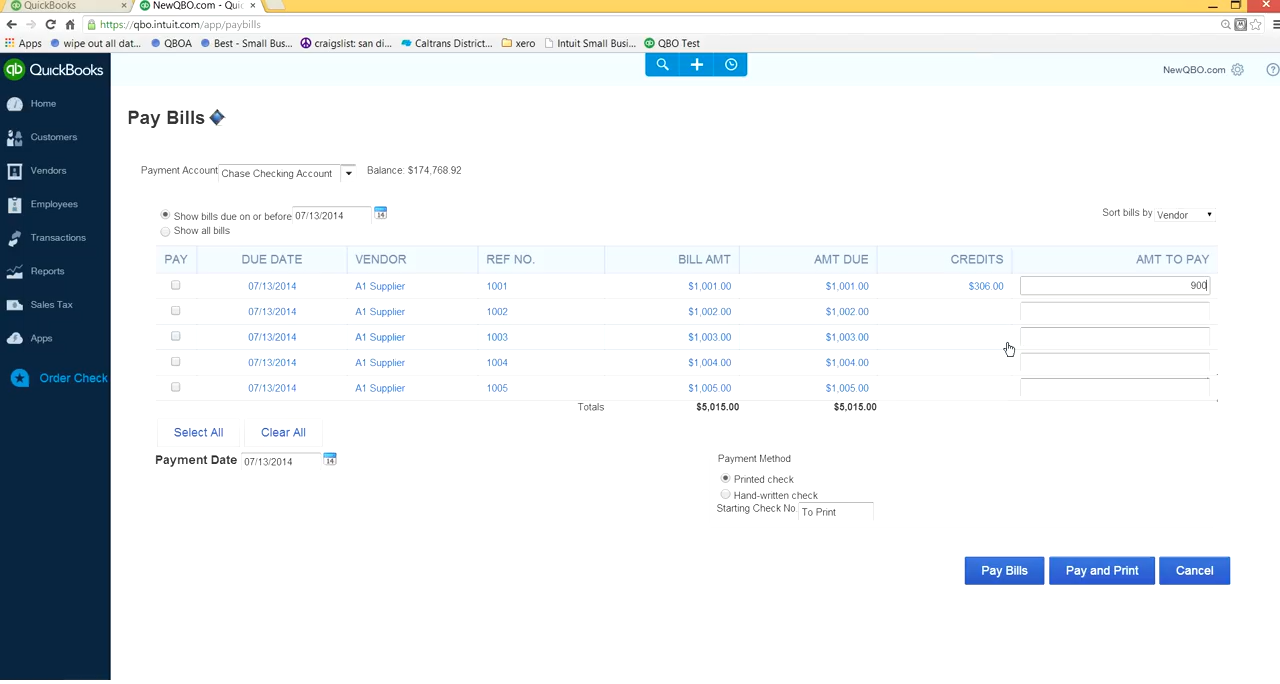 QuickBooks
NewQBO.com - Quic
https://qbo.intuit.com/app/paybills
Apps wipe out all dat... QBOA Best - Small Bus... craigslist: san di... Caltrans District... xero Intuit Small Busi... QBO Test
qb QuickBooks
NewQBO.com
?
Home
Customers
Vendors
Employees
Transactions
Reports
Sales Tax
Apps
Order Check
Pay Bills
Payment Account Chase Checking Account Balance: $174,768.92
Show bills due on or before 07/13/2014 14
Show all bills
Sort bills by Vendor
PAY DUE DATE VENDOR REF NO. BILL AMT AMT DUE CREDITS AMT TO PAY
07/13/2014 A1 Supplier 1001 $1,001.00 $1,001.00 $306.00 900
07/13/2014 A1 Supplier 1002 $1,002.00 $1,002.00
07/13/2014 A1 Supplier 1003 $1,003.00 $1,003.00
07/13/2014 A1 Supplier 1004 $1,004.00 $1,004.00
07/13/2014 A1 Supplier 1005 $1,005.00 $1,005.00
Totals $5,015.00 $5,015.00
Select All Clear All
Payment Date 07/13/2014 14
Payment Method
Printed check
Hand-written check
Starting Check No. To Print
Pay Bills Pay and Print Cancel